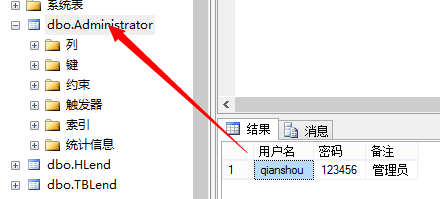 系统表
dbo.Administrator
列
键
约束
触发器
索引
统计信息
dbo.HLend
dbo.TBLend
结果 消息
用户名 密码 备注
1 qianshou 123456 管理员